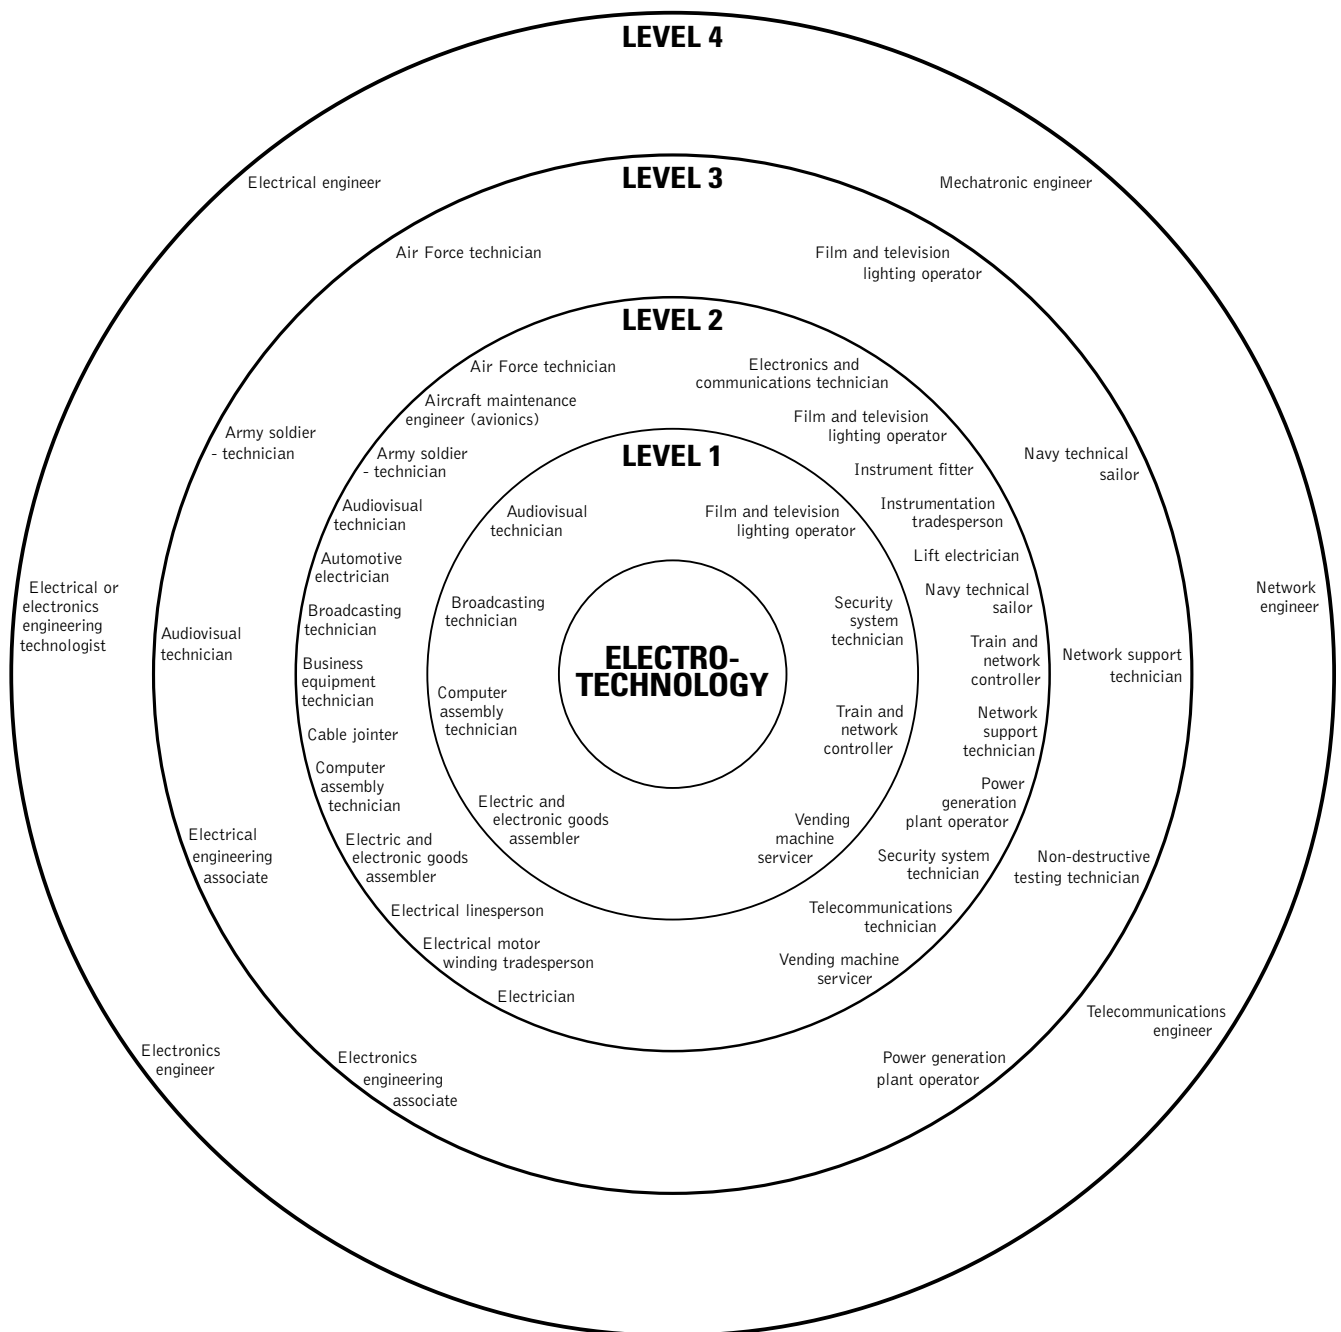 LEVEL 4
Electrical engineer
Mechatronic engineer
Electrical or
electronics
engineering
technologist
Network
engineer
Electronics
engineer
Telecommunications
engineer
LEVEL 3
Air Force technician
Film and television
lighting operator
Army soldier
- technician
Navy technical
sailor
Audiovisual
technician
Network support
technician
Electrical
engineering
associate
Non-destructive
testing technician
Electronics
engineering
associate
Power generation
plant operator
LEVEL 2
Air Force technician
Aircraft maintenance
engineer (avionics)
Army soldier
- technician
Audiovisual
technician
Automotive
electrician
Broadcasting
technician
Business
equipment
technician
Cable jointer
Computer
assembly
technician
Electric and
electronic goods
assembler
Electrical linesperson
Electrical motor
winding tradesperson
Electrician
Electronics and
communications technician
Film and television
lighting operator
Instrument fitter
Instrumentation
tradesperson
Lift electrician
Navy technical
sailor
Train and
network
controller
Network
support
technician
Power
generation
plant operator
Security system
technician
Telecommunications
technician
Vending machine
servicer
LEVEL 1
Audiovisual
technician
Broadcasting
technician
Computer
assembly
technician
Electric and
electronic goods
assembler
Film and television
lighting operator
Security
system
technician
Train and
network
controller
Vending
machine
servicer
ELECTRO-
TECHNOLOGY